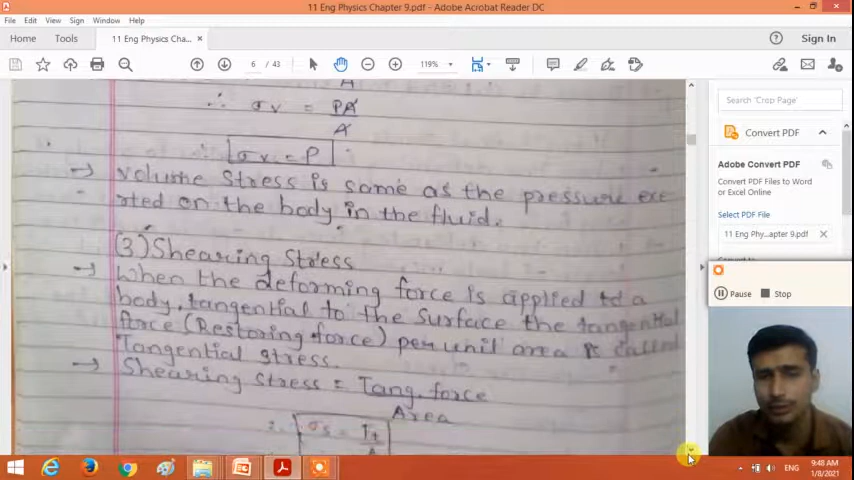 11 Eng Physics Chapter 9.pdf - Adobe Acrobat Reader DC
File Edit View Sign Window Help
Home Tools 11 Eng Physics Cha... × Sign In
6 / 43 119%
A
∴ σv = PA
A
∴ σv = P
→ Volume Stress is same as the pressure exe
rted on the body in the fluid.
(3) Shearing Stress
→ When the deforming force is applied to a
body, tangential to the surface the tangential
force (Restoring force) per unit area is called
Tangential stress.
→ Shearing stress = Tang. force
Area
∴ σs = Ft
A
Search 'Crop Page'
Convert PDF
Adobe Convert PDF
Convert PDF Files to Word
or Excel Online
Select PDF File
11 Eng Phy...apter 9.pdf ×
Convert to
Pause Stop
ENG
9:48 AM
1/8/2021